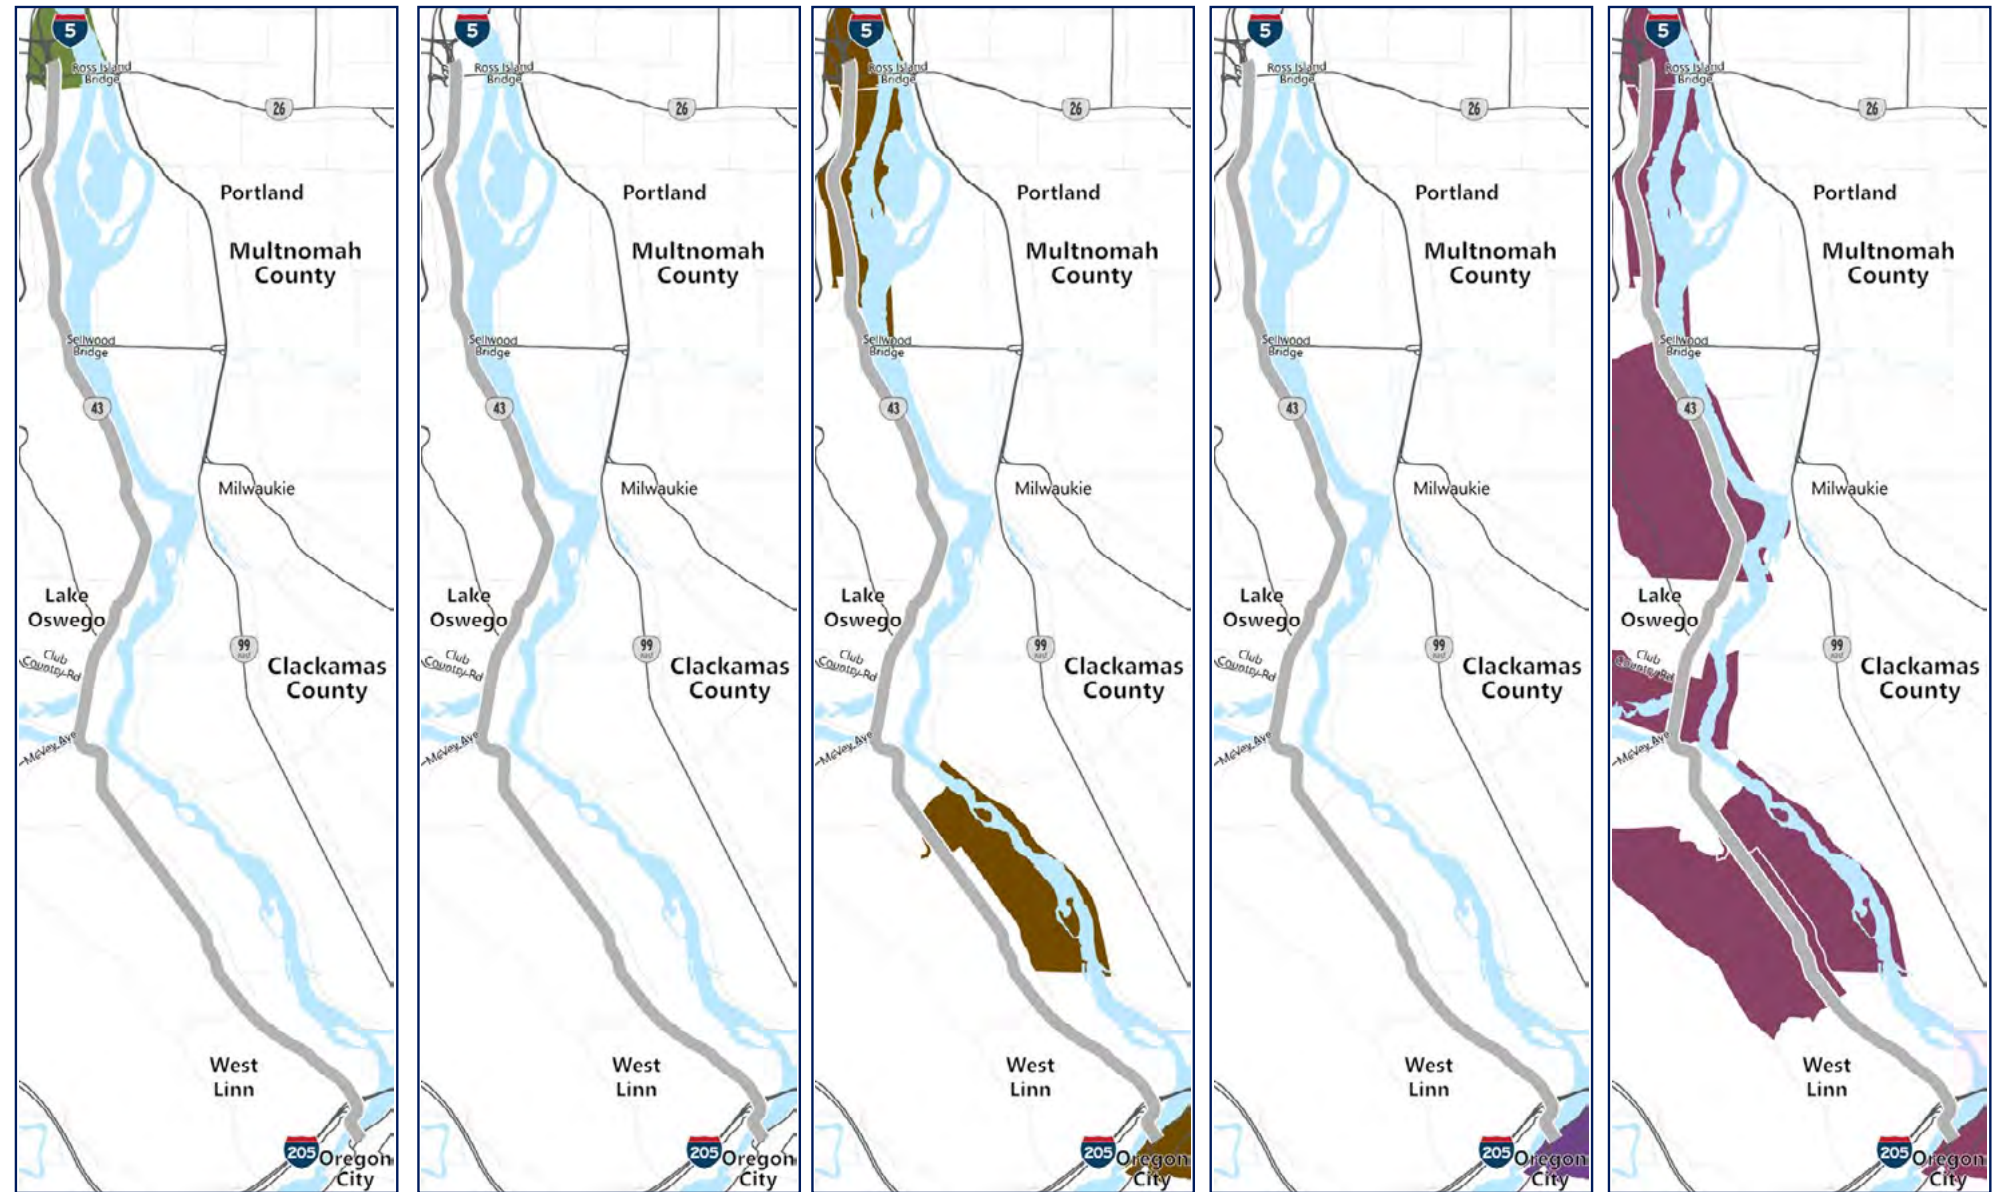 5
Ross Island
Bridge
26
Portland
Multnomah
County
Sellwood
Bridge
43
Milwaukie
Lake
Oswego
99
Club
Country Rd
Clackamas
County
McVey Ave
West
Linn
205
Oregon
City
5
Ross Island
Bridge
26
Portland
Multnomah
County
Sellwood
Bridge
43
Milwaukie
Lake
Oswego
99
Club
Country Rd
Clackamas
County
McVey Ave
West
Linn
205
Oregon
City
5
Ross Island
Bridge
26
Portland
Multnomah
County
Sellwood
Bridge
43
Milwaukie
Lake
Oswego
99
Club
Country Rd
Clackamas
County
McVey Ave
West
Linn
205
Oregon
City
5
Ross Island
Bridge
26
Portland
Multnomah
County
Sellwood
Bridge
43
Milwaukie
Lake
Oswego
99
Club
Country Rd
Clackamas
County
McVey Ave
West
Linn
205
Oregon
City
5
Ross Island
Bridge
26
Portland
Multnomah
County
Sellwood
Bridge
43
Milwaukie
Lake
Oswego
99
Club
Country Rd
Clackamas
County
McVey Ave
West
Linn
205
Oregon
City